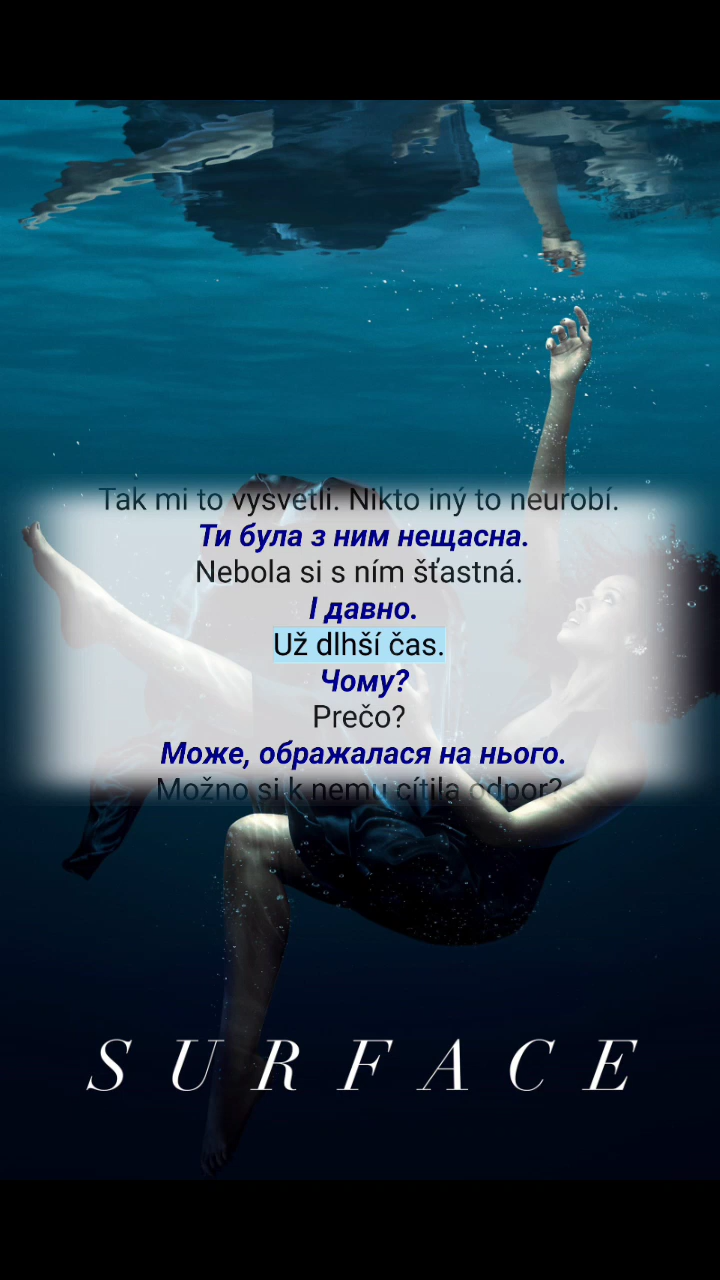 Tak mi to vysvetli. Nikto iný to neurobí.
Ти була з ним нещасна.
Nebola si s ním šťastná.
І давно.
Už dlhší čas.
Чому?
Prečo?
Може, ображалася на нього.
Možno si k nemu cítila odpor?
SURFACE